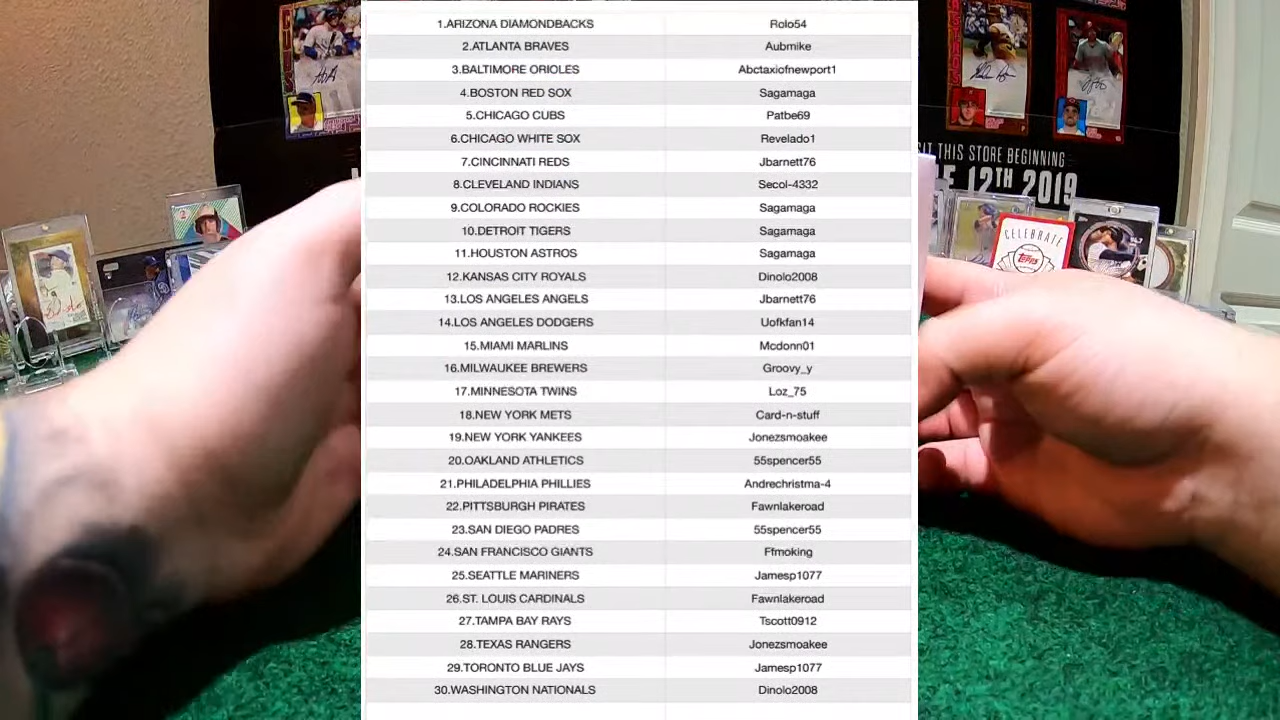 1.ARIZONA DIAMONDBACKS Rolo54
2.ATLANTA BRAVES Aubmike
3.BALTIMORE ORIOLES Abctaxiofnewport1
4.BOSTON RED SOX Sagamaga
5.CHICAGO CUBS Patbe69
6.CHICAGO WHITE SOX Revelado1
7.CINCINNATI REDS Jbarnett76
8.CLEVELAND INDIANS Secol-4332
9.COLORADO ROCKIES Sagamaga
10.DETROIT TIGERS Sagamaga
11.HOUSTON ASTROS Sagamaga
12.KANSAS CITY ROYALS Dinolo2008
13.LOS ANGELES ANGELS Jbarnett76
14.LOS ANGELES DODGERS Uofkfan14
15.MIAMI MARLINS Mcdonn01
16.MILWAUKEE BREWERS Groovy_y
17.MINNESOTA TWINS Loz_75
18.NEW YORK METS Card-n-stuff
19.NEW YORK YANKEES Jonezsmoakee
20.OAKLAND ATHLETICS 55spencer55
21.PHILADELPHIA PHILLIES Andrechristma-4
22.PITTSBURGH PIRATES Fawnlakeroad
23.SAN DIEGO PADRES 55spencer55
24.SAN FRANCISCO GIANTS Ffmoking
25.SEATTLE MARINERS Jamesp1077
26.ST. LOUIS CARDINALS Fawnlakeroad
27.TAMPA BAY RAYS Tscott0912
28.TEXAS RANGERS Jonezsmoakee
29.TORONTO BLUE JAYS Jamesp1077
30.WASHINGTON NATIONALS Dinolo2008
CUBS
ASTROS
IT THIS STORE BEGINNING
E 12TH 2019
CELEBRATE
TOPPS
2